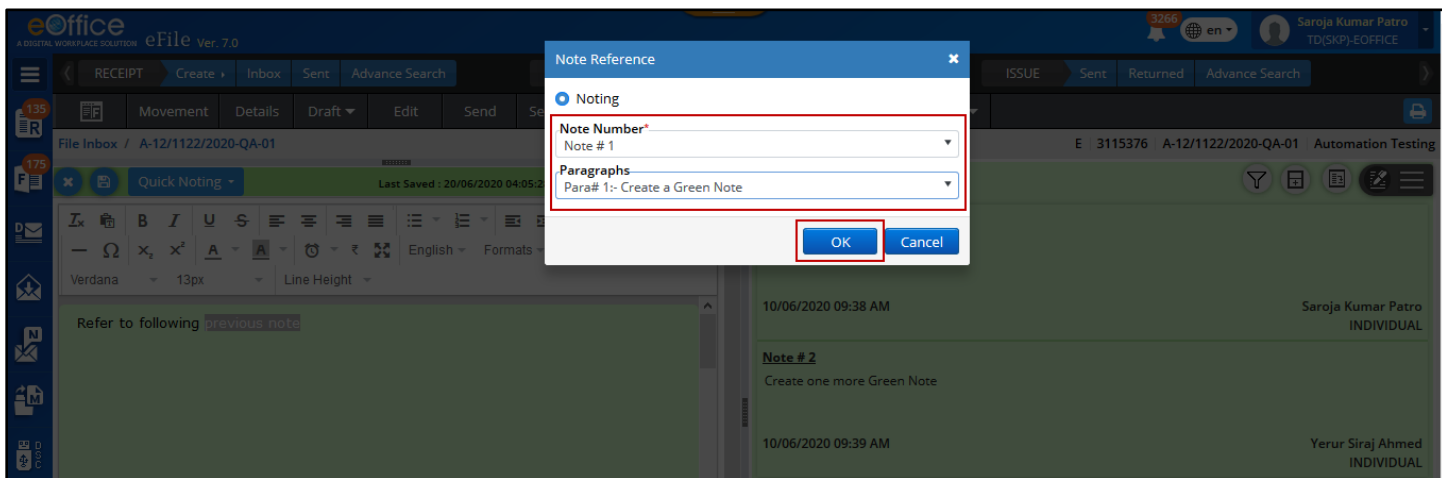 eOffice
A DIGITAL WORKPLACE SOLUTION eFile Ver. 7.0
3266
en
Saroja Kumar Patro
TD(SKP)-EOFFICE
RECEIPT Create Inbox Sent Advance Search
ISSUE Sent Returned Advance Search
Note Reference
Noting
Note Number*
Note # 1
Paragraphs
Para# 1:- Create a Green Note
OK Cancel
135
R
175
F
D
N
M
DSC
Movement Details Draft Edit Send Se
File Inbox / A-12/1122/2020-QA-01
E 3115376 A-12/1122/2020-QA-01 Automation Testing
Quick Noting
Last Saved : 20/06/2020 04:05:2
B I U S
Ω x₂ x² A A ₹ English Formats
Verdana 13px Line Height
Refer to following previous note
10/06/2020 09:38 AM
Saroja Kumar Patro
INDIVIDUAL
Note # 2
Create one more Green Note
10/06/2020 09:39 AM
Yerur Siraj Ahmed
INDIVIDUAL